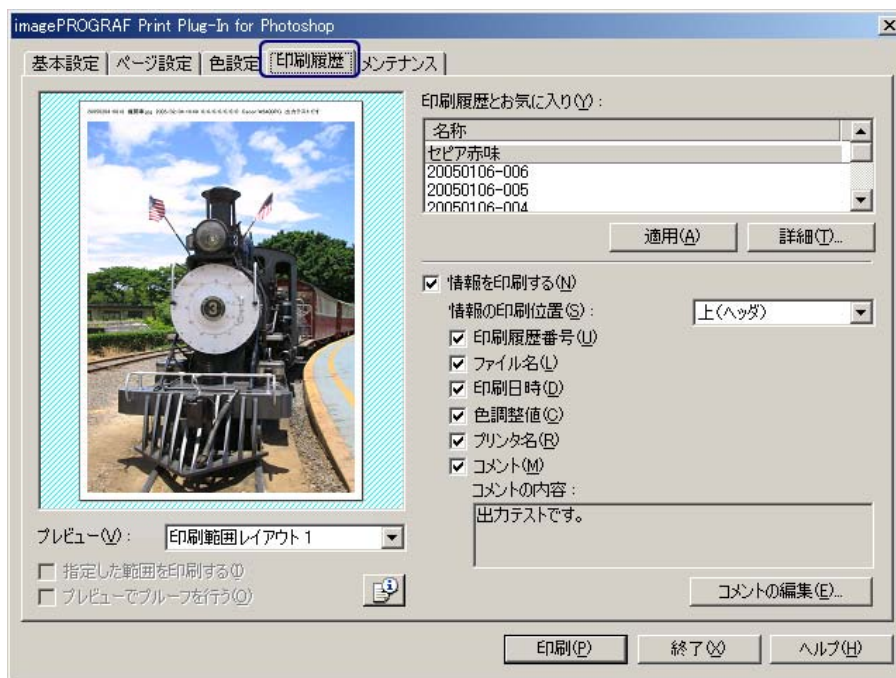 imagePROGRAF Print Plug-In for Photoshop
基本設定 ページ設定 色設定 印刷履歴 メンテナンス
3
プレビュー(V):
印刷範囲レイアウト 1
指定した範囲を印刷する(I)
プレビューでプルーフを行う(O)
印刷履歴とお気に入り(Y):
名称
セピア赤味
20050106-006
20050106-005
20050106-004
適用(A) 詳細(T)...
情報を印刷する(N)
情報の印刷位置(S): 上(ヘッダ)
印刷履歴番号(U)
ファイル名(L)
印刷日時(D)
色調整値(C)
プリンタ名(R)
コメント(M)
コメントの内容:
出力テストです。
コメントの編集(E)...
印刷(P) 終了(X) ヘルプ(H)